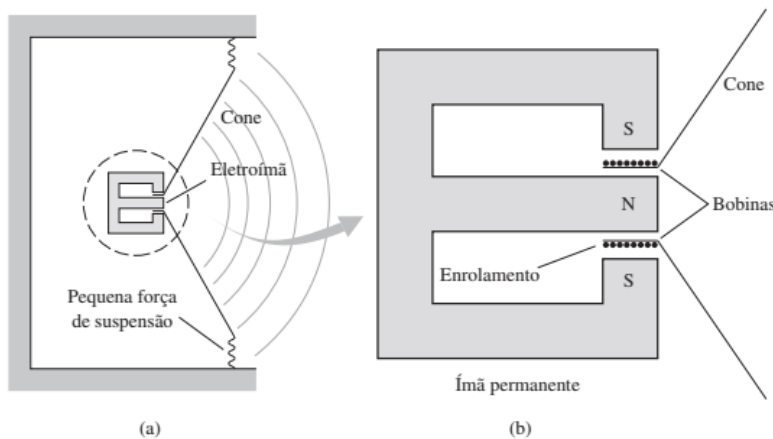 Cone
Eletroímã
Pequena força
de suspensão
(a)
S
Cone
N
Bobinas
Enrolamento
S
Ímã permanente
(b)